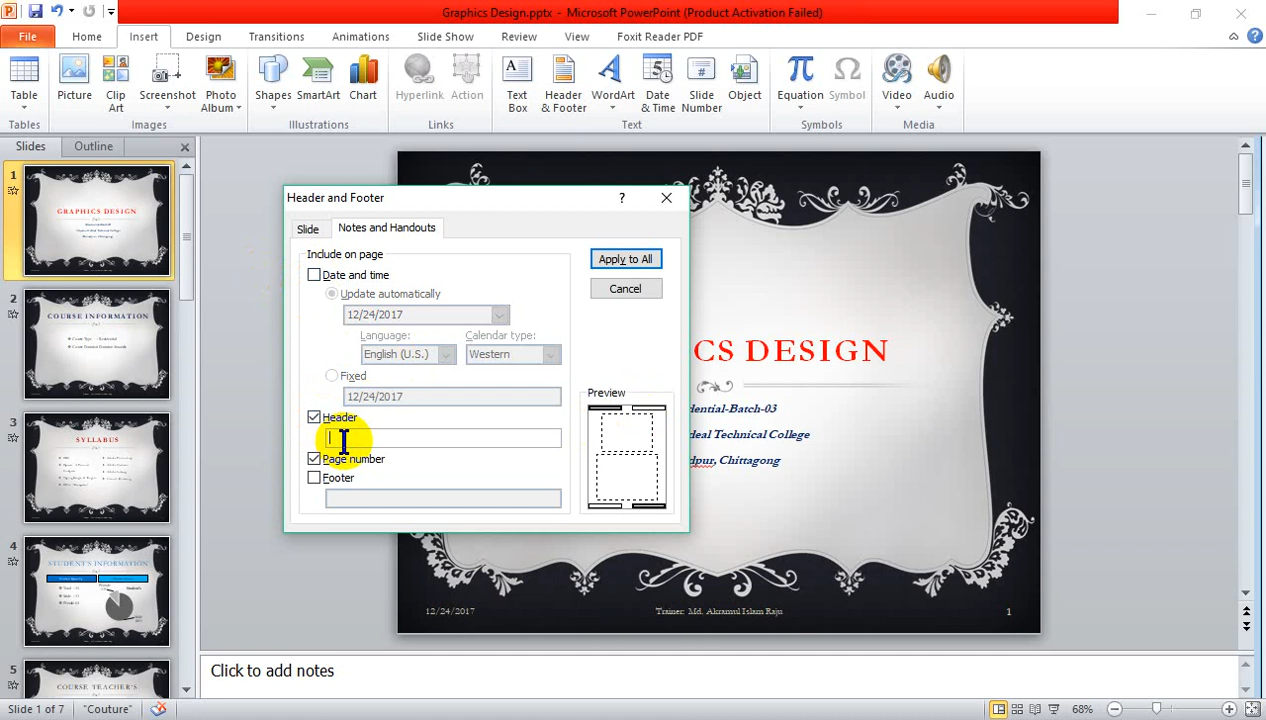 Graphics Design.pptx - Microsoft PowerPoint (Product Activation Failed)
File Home Insert Design Transitions Animations Slide Show Review View Foxit Reader PDF
Table Picture Clip Art Screenshot Photo Album Shapes SmartArt Chart Hyperlink Action Text Box Header & Footer WordArt Date & Time Slide Number Object Equation Symbol Video Audio
Tables Images Illustrations Links Text Symbols Media
Slides Outline
1
GRAPHICS DESIGN
2
COURSE INFORMATION
3
SYLLABUS
4
STUDENT'S INFORMATION
5
COURSE TEACHER'S
Header and Footer
Slide Notes and Handouts
Include on page
Date and time
Update automatically
12/24/2017
Language: Calendar type:
English (U.S.) Western
Fixed
12/24/2017
Header
Page number
Footer
Apply to All
Cancel
Preview
CS DESIGN
dential-Batch-03
deal Technical College
dpur, Chittagong
12/24/2017 Trainer: Md. Akramul Islam Raju 1
Click to add notes
Slide 1 of 7 "Couture" 68%